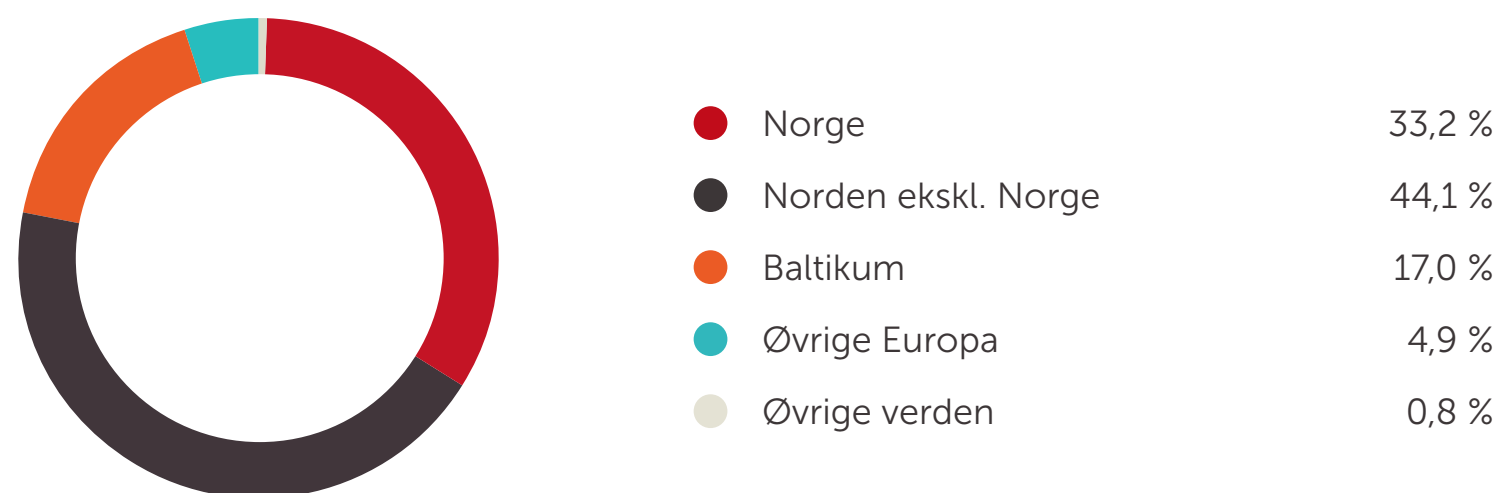 Norge 33,2 %
Norden ekskl. Norge 44,1 %
Baltikum 17,0 %
Øvrige Europa 4,9 %
Øvrige verden 0,8 %